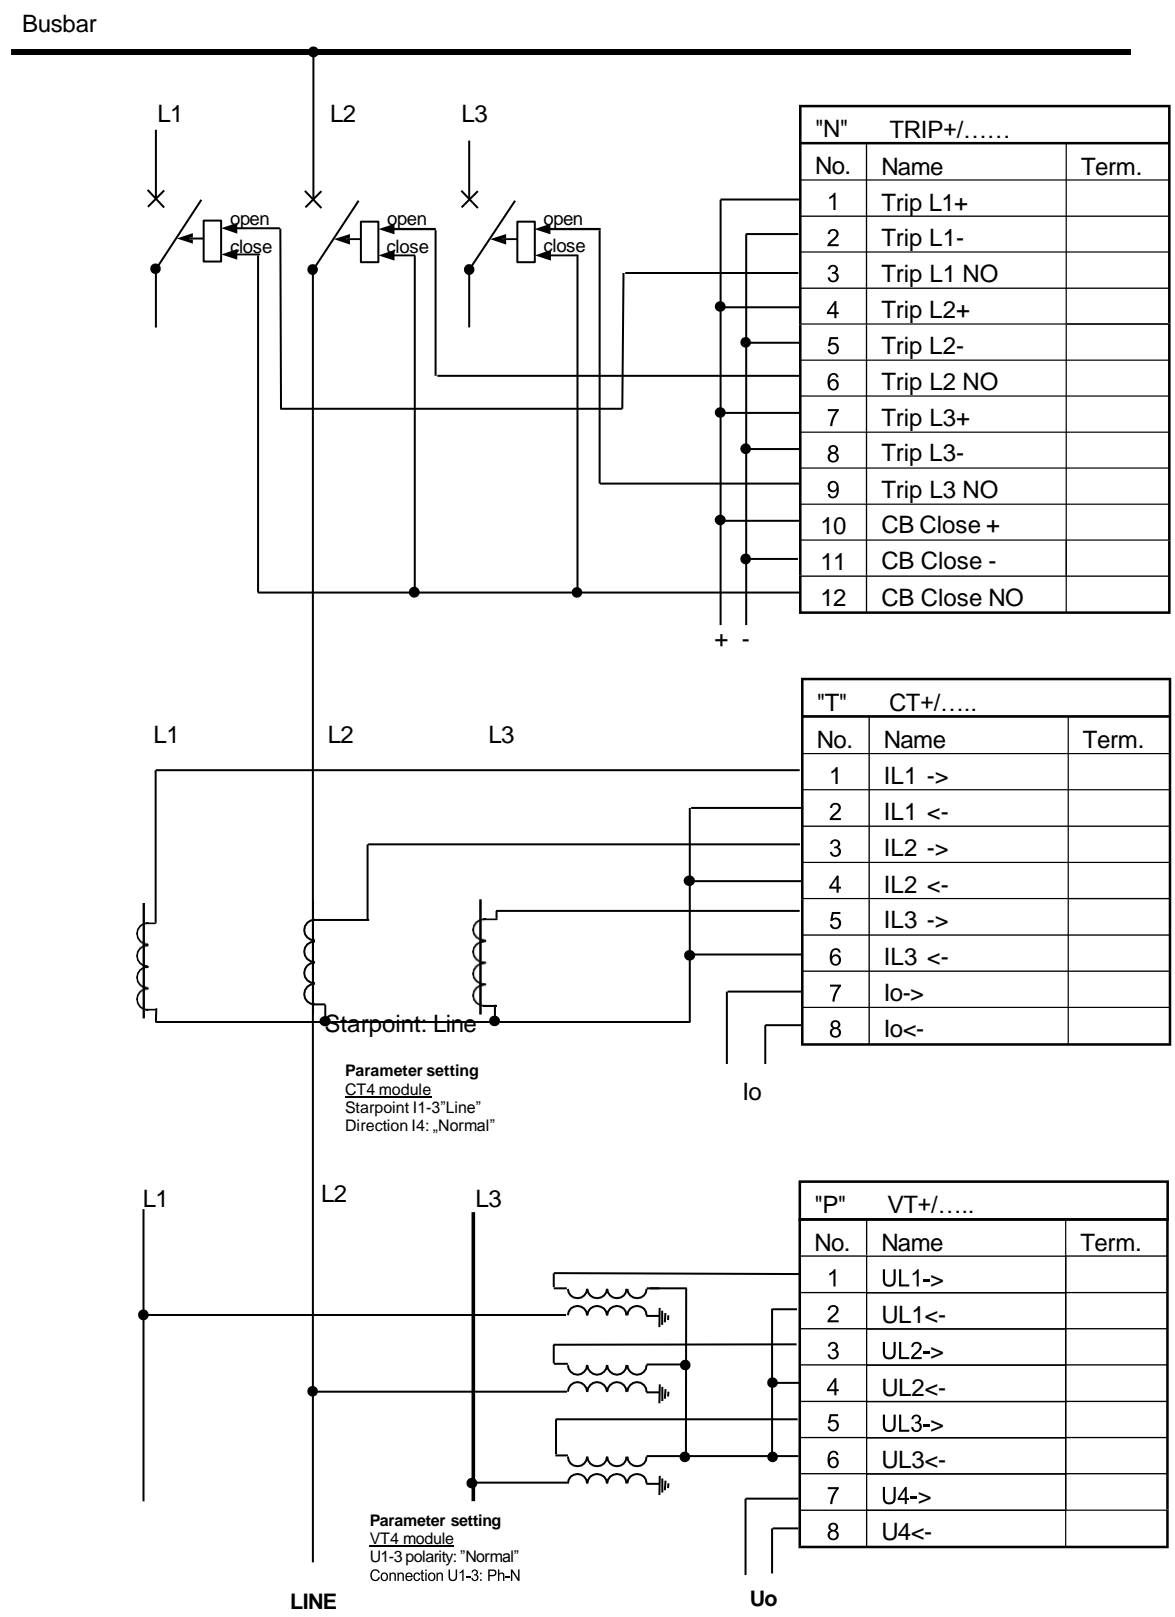 Busbar
L1 L2 L3
open open open
close close close
"N" TRIP+/......
No. Name Term.
1 Trip L1+
2 Trip L1-
3 Trip L1 NO
4 Trip L2+
5 Trip L2-
6 Trip L2 NO
7 Trip L3+
8 Trip L3-
9 Trip L3 NO
10 CB Close +
11 CB Close -
12 CB Close NO
+ -
L1 L2 L3
"T" CT+/…..
No. Name Term.
1 IL1 ->
2 IL1 <-
3 IL2 ->
4 IL2 <-
5 IL3 ->
6 IL3 <-
7 Io->
8 Io<-
Starpoint: Line
Io
Parameter setting
CT4 module
Starpoint I1-3”Line”
Direction I4: „Normal”
L1 L2 L3
"P" VT+/…..
No. Name Term.
1 UL1->
2 UL1<-
3 UL2->
4 UL2<-
5 UL3->
6 UL3<-
7 U4->
8 U4<-
Parameter setting
VT4 module
U1-3 polarity: ”Normal”
Connection U1-3: Ph-N
LINE Uo